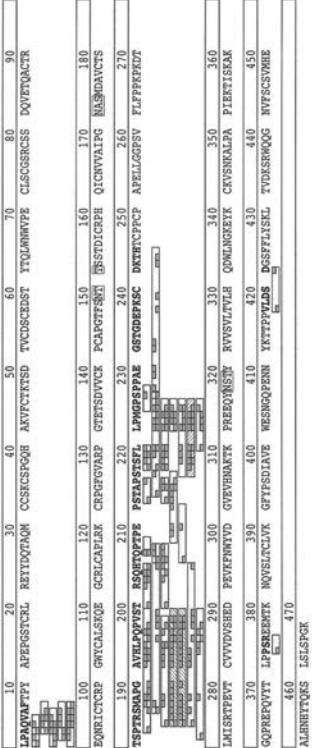 10 20 30 40 50 60 70 80 90
LPAQVAFTPY APEPGSTCRL REYYDQTAQM CCSKCSPGQH AKVFCTKTSD TVCDSCEDST YTQLWNWVPE CLSCGSRCSS DQVETQACTR
100 110 120 130 140 150 160 170 180
EQNRICTCRP GWYCALSKQE GCRLCAPLRK CRPGFGVARP GTETSDVVCK PCAPGTFSNT TSSTDICRPH QICNVVAIPG NASMDAVCTS
190 200 210 220 230 240 250 260 270
TSPTRSMAPG AVHLPQPVST RSQHTQPTPE PSTAPSTSFL LPMGPSPPAE GSTGDEPKSC DKTHTCPPCP APELLGGPSV FLFPPKPKDT
280 290 300 310 320 330 340 350 360
LMISRTPEVT CVVVDVSHED PEVKFNWYVD GVEVHNAKTK PREEQYNSTY RVVSVLTVLH QDWLNGKEYK CKVSNKALPA PIEKTISKAK
370 380 390 400 410 420 430 440 450
GQPREPQVYT LPPSREEMTK NQVSLTCLVK GFYPSDIAVE WESNGQPENN YKTTPPVLDS DGSFFLYSKL TVDKSRWQQG NVFSCSVMHE
460 470
ALHNHYTQKS LSLSPGK